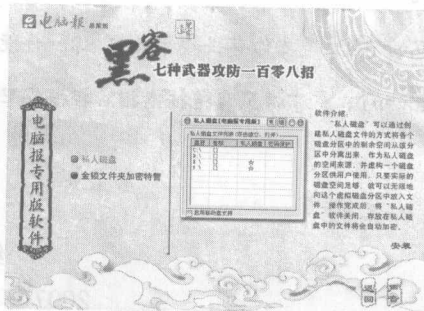 电脑报
黑客
七种武器攻防一百零八招
电脑报专用版软件
私人磁盘
金锁文件夹加密特警
私人磁盘[电脑报专用版]
软件介绍:
“私人磁盘”可以通过创
建私人磁盘文件的方式将各个
磁盘分区中的剩余空间从该分
区中分离出来,作为私人磁盘
的空间来源,并虚构一个磁盘
分区供用户使用,只要实际的
磁盘空间足够,就可以无限地
向这个虚拟磁盘分区中放入文
件,操作完成后,将“私人磁
盘”软件关闭,存放在私人磁
盘中的文件将会自动加密。
安装
返回